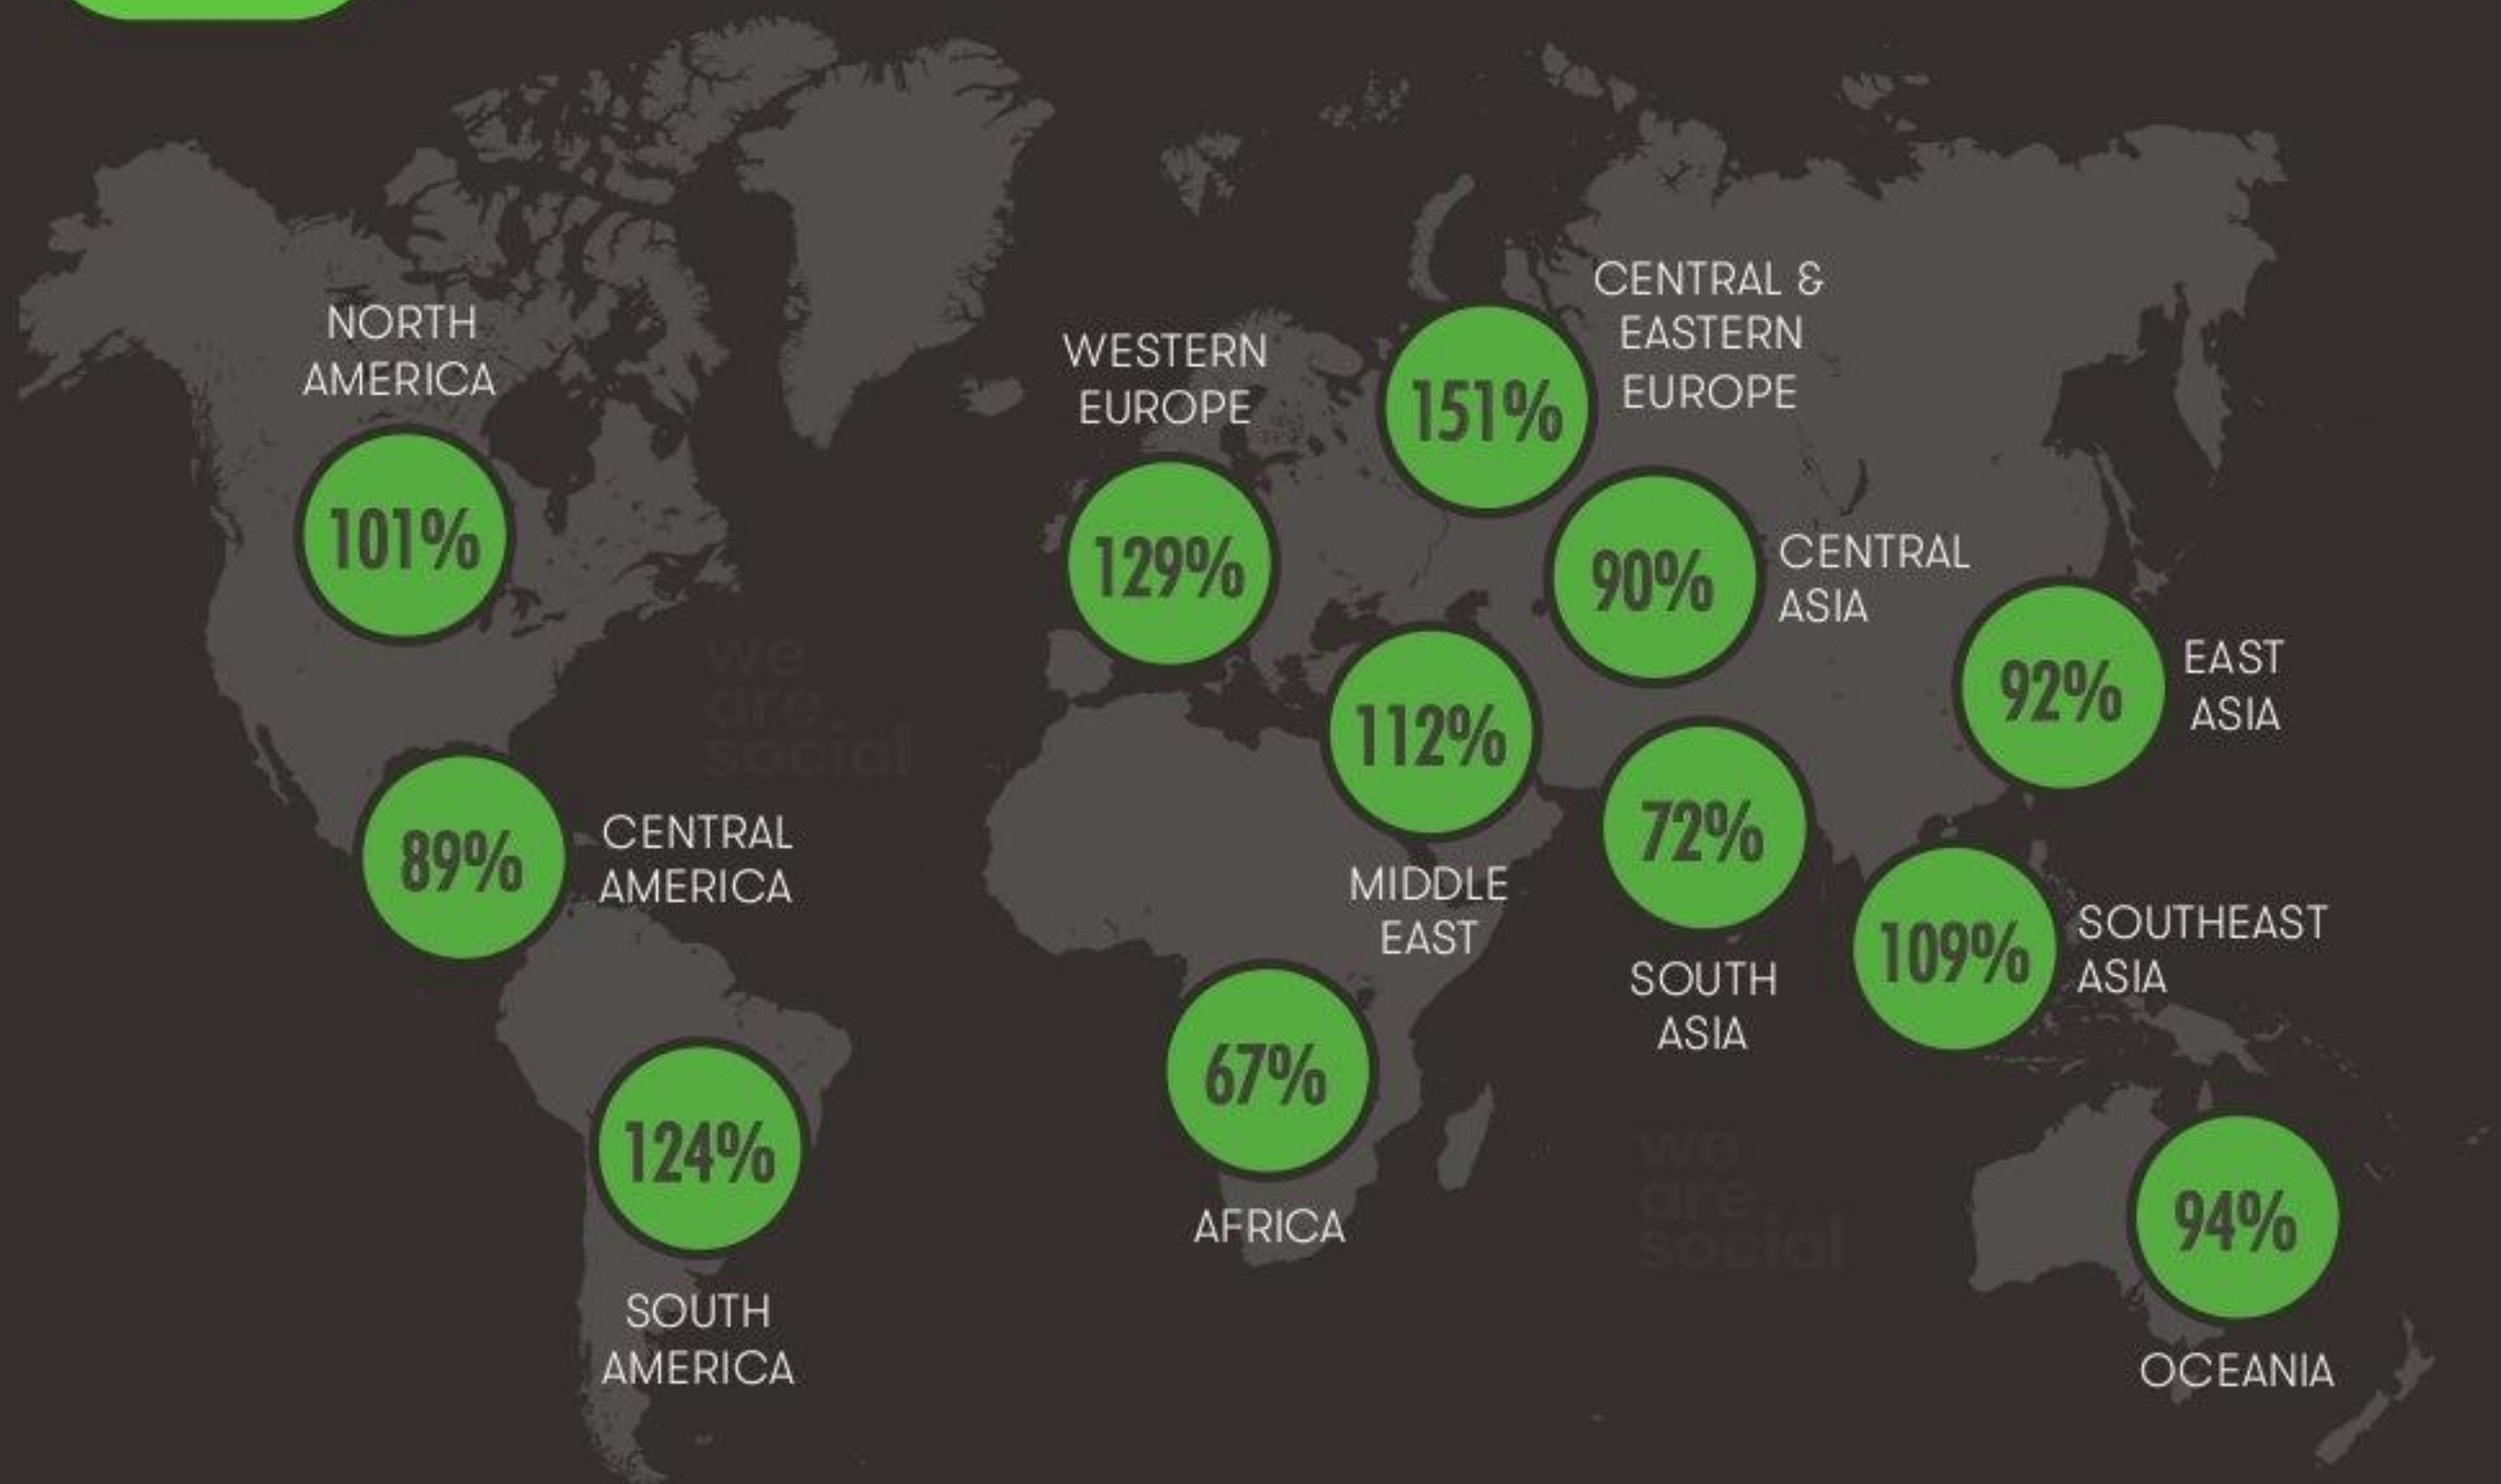 NORTH
AMERICA
101%
CENTRAL &
EASTERN
EUROPE
151%
WESTERN
EUROPE
129%
90%
CENTRAL
ASIA
92%
EAST
ASIA
we
are.
social
112%
MIDDLE
EAST
72%
SOUTH
ASIA
89%
CENTRAL
AMERICA
109%
SOUTHEAST
ASIA
67%
AFRICA
124%
SOUTH
AMERICA
we
are.
social
94%
OCEANIA